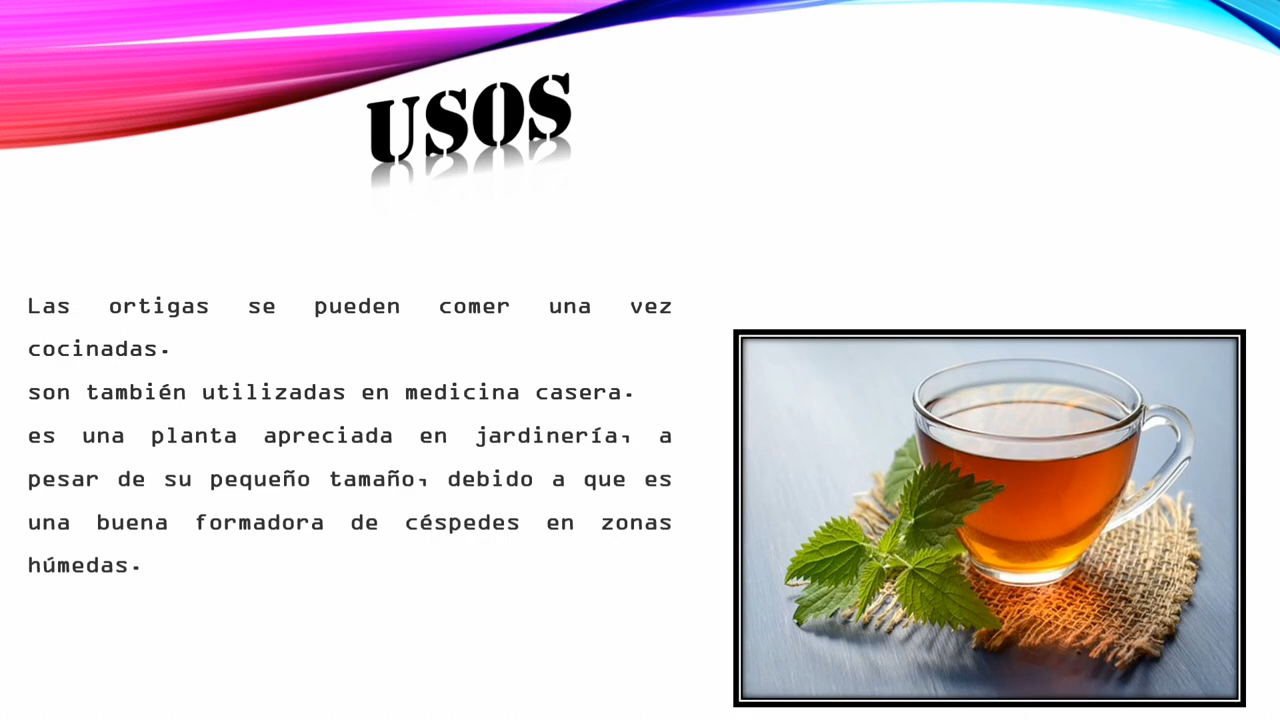 USOS
Las ortigas se pueden comer una vez
cocinadas.
son también utilizadas en medicina casera.
es una planta apreciada en jardinería, a
pesar de su pequeño tamaño, debido a que es
una buena formadora de céspedes en zonas
húmedas.